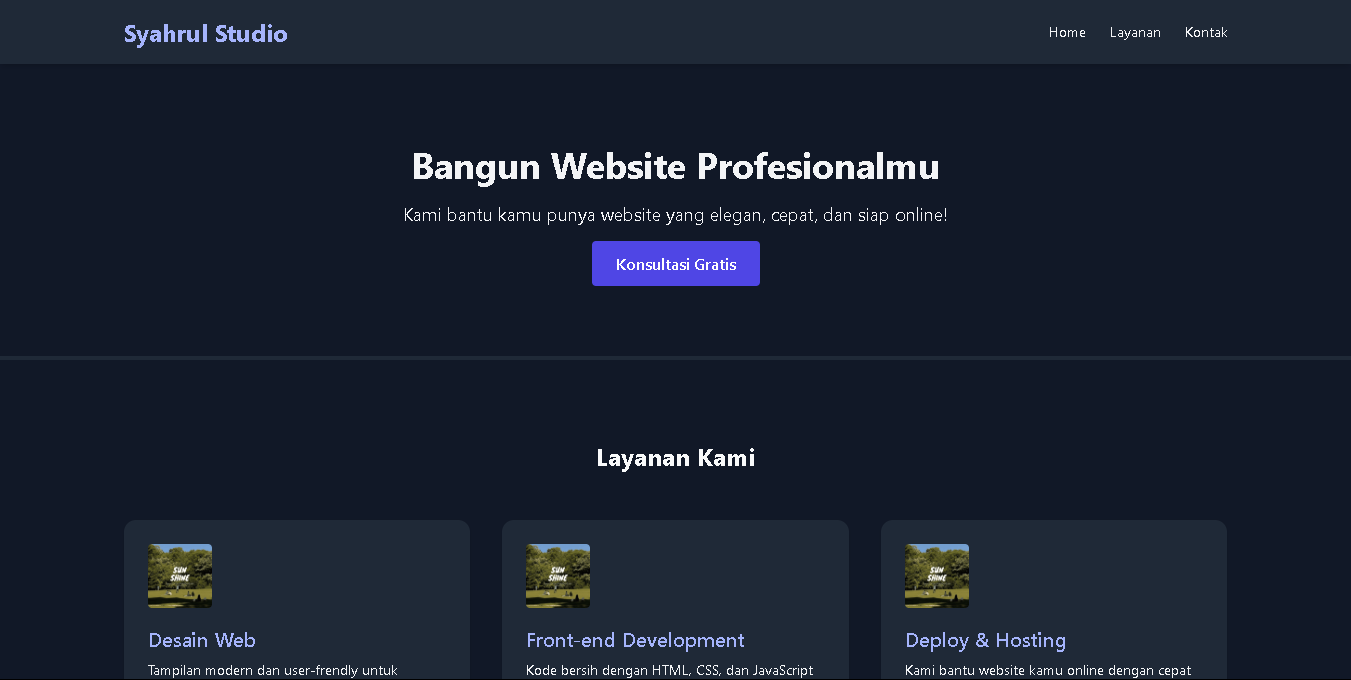 Syahrul Studio
Home Layanan Kontak
Bangun Website Profesionalmu
Kami bantu kamu punya website yang elegan, cepat, dan siap online!
Konsultasi Gratis
Layanan Kami
SUN
SHINE
SUN
SHINE
SUN
SHINE
Desain Web
Tampilan modern dan user-frendly untuk
Front-end Development
Kode bersih dengan HTML, CSS, dan JavaScript
Deploy & Hosting
Kami bantu website kamu online dengan cepat